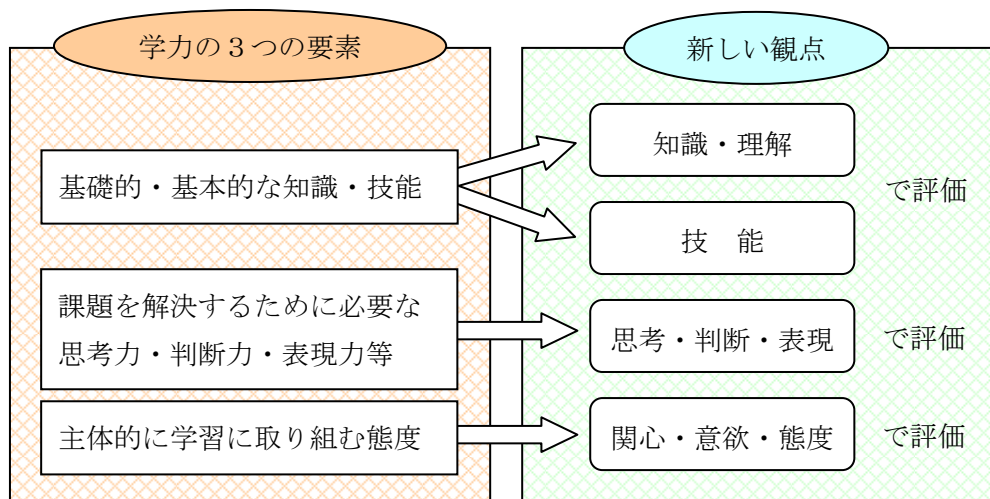 学力の３つの要素
新しい観点
基礎的・基本的な知識・技能
知識・理解
技　能
で評価
課題を解決するために必要な
思考力・判断力・表現力等
思考・判断・表現
で評価
主体的に学習に取り組む態度
関心・意欲・態度
で評価